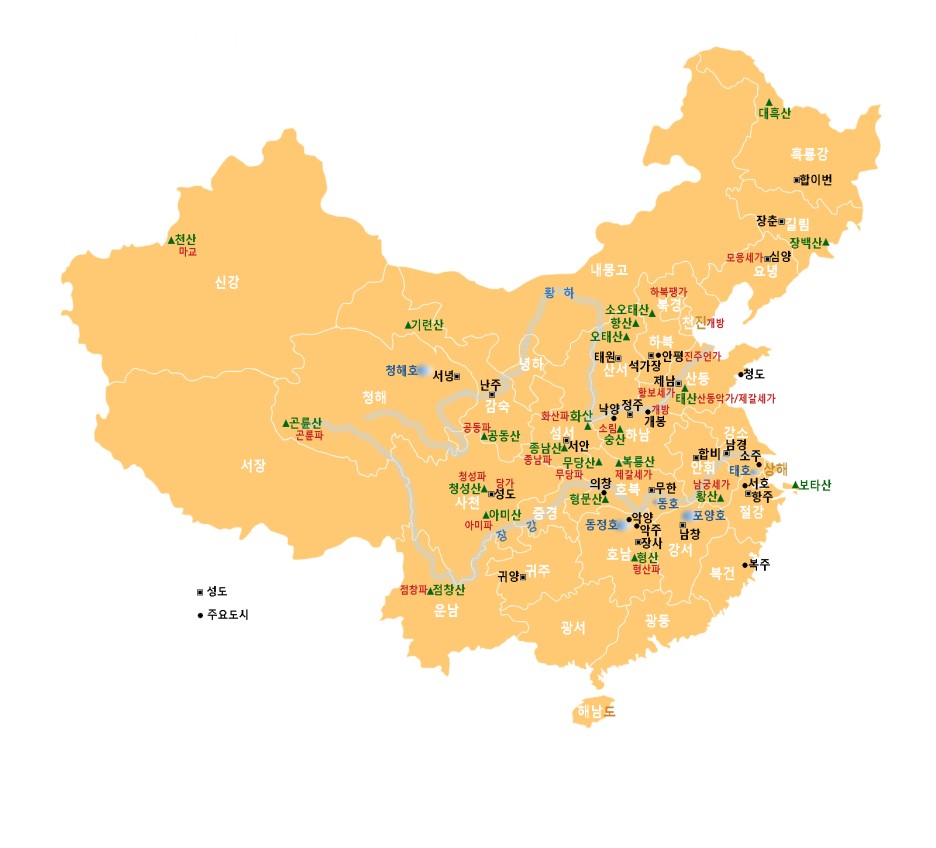 대흑산
흑룡강
합이번
장춘
길림
천산
마교
장백산
모용세가
심양
요녕
신강
내몽고
황 하
하북팽가
북경
소오태산
천진
개방
기련산
항산
오태산
하북
태원
석가장
안평
진주언가
녕하
산서
청해호
서녕
제남
산동
청도
난주
청해
황보세가
태산
산동악가/제갈세가
감숙
낙양
정주
개방
개봉
화산파
화산
곤륜산
곤륜파
공동파
공동산
소림
숭산
하남
강소
섬서
서안
종남산
종남파
남경
합비
소주
서장
무당산
무당파
복룡산
제갈세가
안휘
태호
상해
청성파
청성산
당가
성도
사천
의창
형문산
호북
무한
남궁세가
황산
서호
항주
보타산
동호
절강
아미산
아미파
중경
장 강
동정호
악양
악주
포양호
남창
장사
호남
형산
형산파
강서
귀양
귀주
복건
복주
점창파
점창산
운남
광서
광동
해남도
성도
주요도시